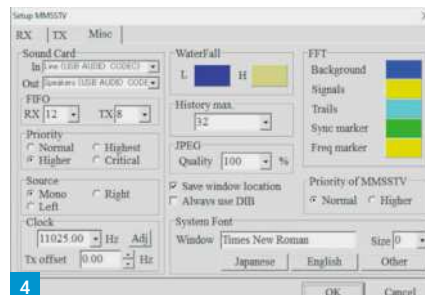 Setup MMSSTV
RX TX Misc
Sound Card
In Line (USB AUDIO CODEC)
Out Speakers (USB AUDIO CODE
FIFO
RX 12 TX 8
Priority
Normal Highest
Higher Critical
Source
Mono Right
Left
Clock
11025.00 Hz Adj
Tx offset 0.00 Hz
WaterFall
L H
History max.
32
JPEG
Quality 100 %
Save window location
Always use DIB
FFT
Background
Signals
Trails
Sync marker
Freq marker
Priority of MMSSTV
Normal Higher
System Font
Window Times New Roman Size 0
Japanese English Other
OK Cancel
4